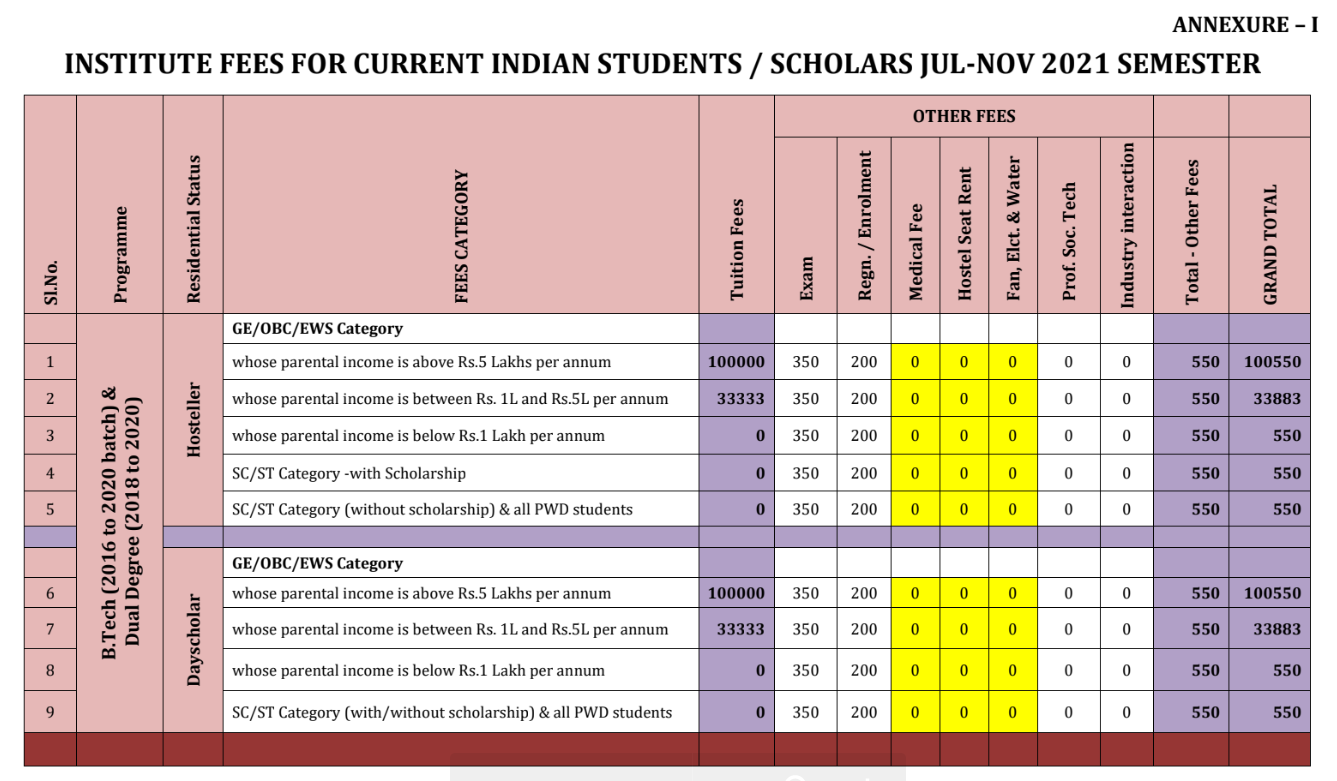 ANNEXURE – I
INSTITUTE FEES FOR CURRENT INDIAN STUDENTS / SCHOLARS JUL-NOV 2021 SEMESTER
OTHER FEES
Sl.No. Programme Residential Status FEES CATEGORY Tuition Fees Exam Regn. / Enrolment Medical Fee Hostel Seat Rent Fan, Elct. & Water Prof. Soc. Tech Industry interaction Total - Other Fees GRAND TOTAL
B.Tech (2016 to 2020 batch) &
Dual Degree (2018 to 2020)
Hosteller
GE/OBC/EWS Category
1 whose parental income is above Rs.5 Lakhs per annum 100000 350 200 0 0 0 0 0 550 100550
2 whose parental income is between Rs. 1L and Rs.5L per annum 33333 350 200 0 0 0 0 0 550 33883
3 whose parental income is below Rs.1 Lakh per annum 0 350 200 0 0 0 0 0 550 550
4 SC/ST Category -with Scholarship 0 350 200 0 0 0 0 0 550 550
5 SC/ST Category (without scholarship) & all PWD students 0 350 200 0 0 0 0 0 550 550
Dayscholar
GE/OBC/EWS Category
6 whose parental income is above Rs.5 Lakhs per annum 100000 350 200 0 0 0 0 0 550 100550
7 whose parental income is between Rs. 1L and Rs.5L per annum 33333 350 200 0 0 0 0 0 550 33883
8 whose parental income is below Rs.1 Lakh per annum 0 350 200 0 0 0 0 0 550 550
9 SC/ST Category (with/without scholarship) & all PWD students 0 350 200 0 0 0 0 0 550 550